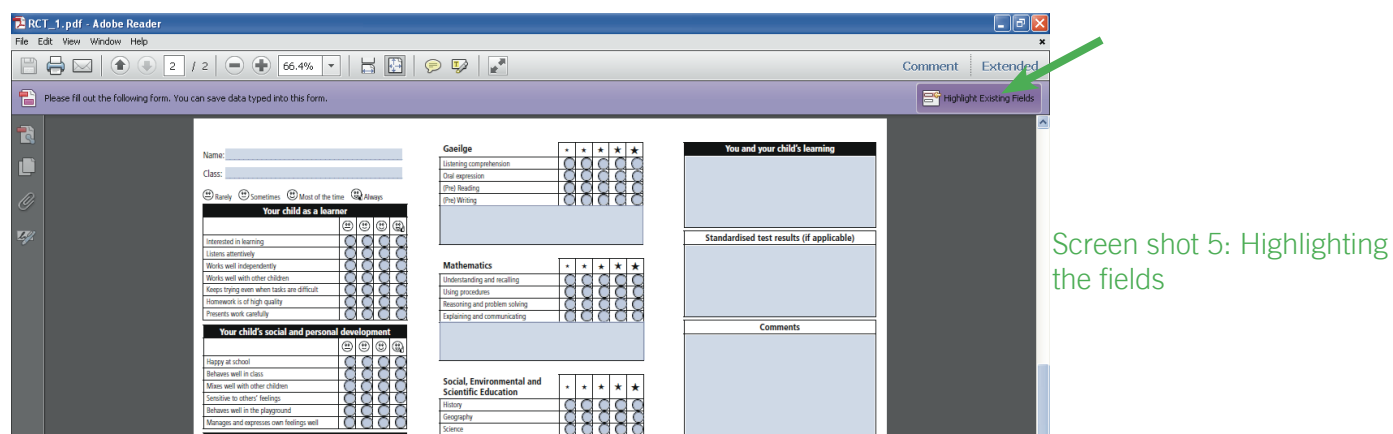 RCT_1.pdf - Adobe Reader
File Edit View Window Help
2 / 2 66.4% Comment Extended
Please fill out the following form. You can save data typed into this form. Highlight Existing Fields
Name:
Class:
Rarely Sometimes Most of the time Always
Your child as a learner
Interested in learning
Listens attentively
Works well independently
Works well with other children
Keeps trying even when tasks are difficult
Homework is of high quality
Presents work carefully
Your child's social and personal development
Happy at school
Behaves well in class
Mixes well with other children
Sensitive to others' feelings
Behaves well in the playground
Manages and expresses own feelings well
Gaeilge
Listening comprehension
Oral expression
(Pre) Reading
(Pre) Writing
Mathematics
Understanding and recalling
Using procedures
Reasoning and problem solving
Explaining and communicating
Social, Environmental and
Scientific Education
History
Geography
Science
You and your child's learning
Standardised test results (if applicable)
Comments
Screen shot 5: Highlighting
the fields